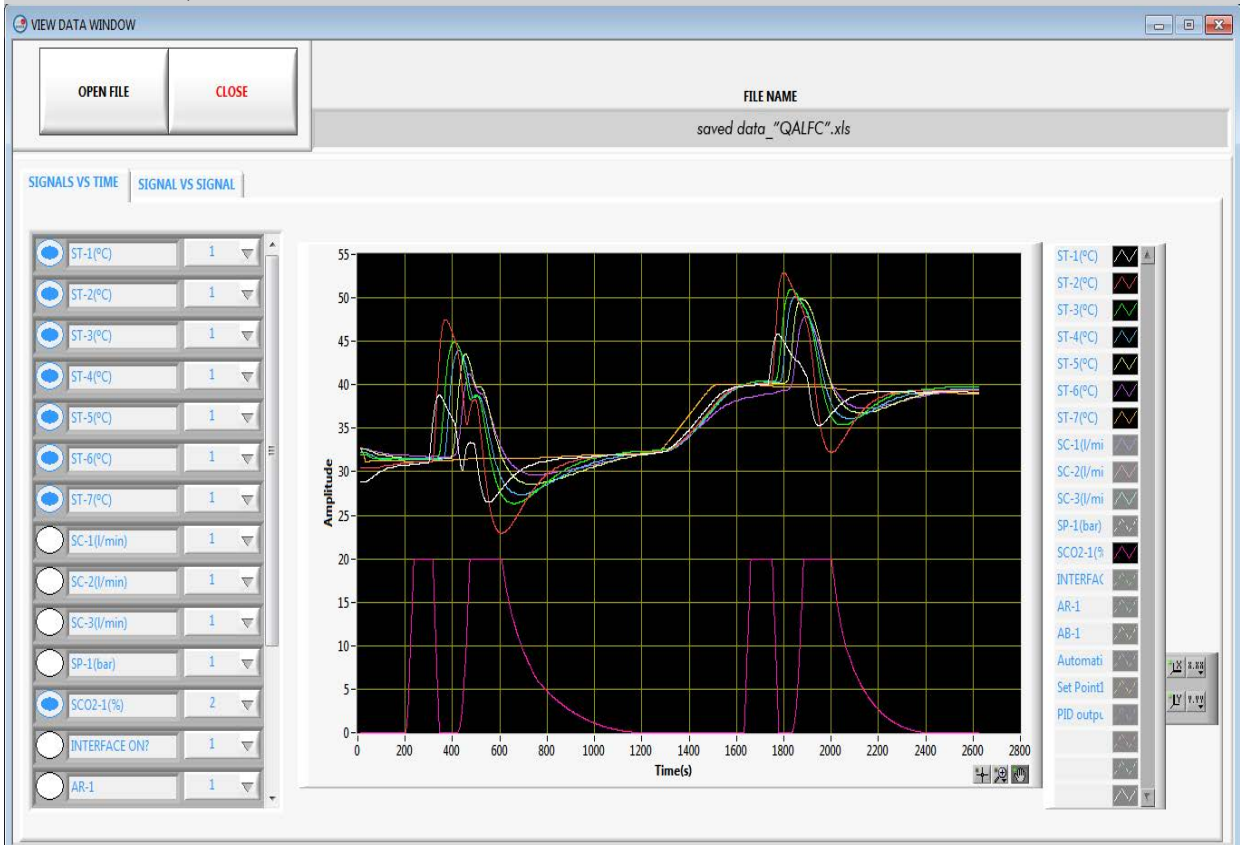 VIEW DATA WINDOW
OPEN FILE
CLOSE
FILE NAME
saved data_"QALFC".xls
SIGNALS VS TIME
SIGNAL VS SIGNAL
ST-1(ºC) 1
ST-2(ºC) 1
ST-3(ºC) 1
ST-4(ºC) 1
ST-5(ºC) 1
ST-6(ºC) 1
ST-7(ºC) 1
SC-1(l/min) 1
SC-2(l/min) 1
SC-3(l/min) 1
SP-1(bar) 1
SCO2-1(%) 2
INTERFACE ON? 1
AR-1 1
Amplitude
55
50
45
40
35
30
25
20
15
10
5
0
0 200 400 600 800 1000 1200 1400 1600 1800 2000 2200 2400 2600 2800
Time(s)
ST-1(ºC)
ST-2(ºC)
ST-3(ºC)
ST-4(ºC)
ST-5(ºC)
ST-6(ºC)
ST-7(ºC)
SC-1(l/mi
SC-2(l/mi
SC-3(l/mi
SP-1(bar)
SCO2-1(%
INTERFAC
AR-1
AB-1
Automati
Set Point1
PID outpu
X X.XX
Y Y.YY